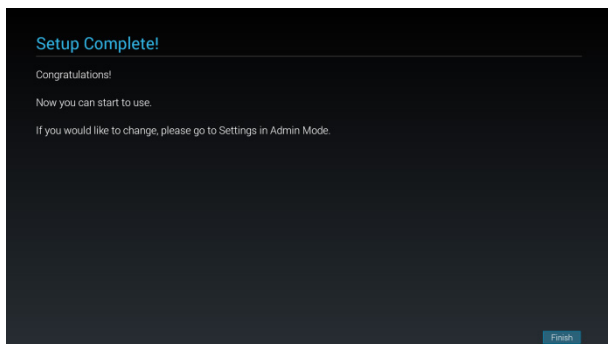 Setup Complete!
Congratulations!
Now you can start to use.
If you would like to change, please go to Settings in Admin Mode.
Finish